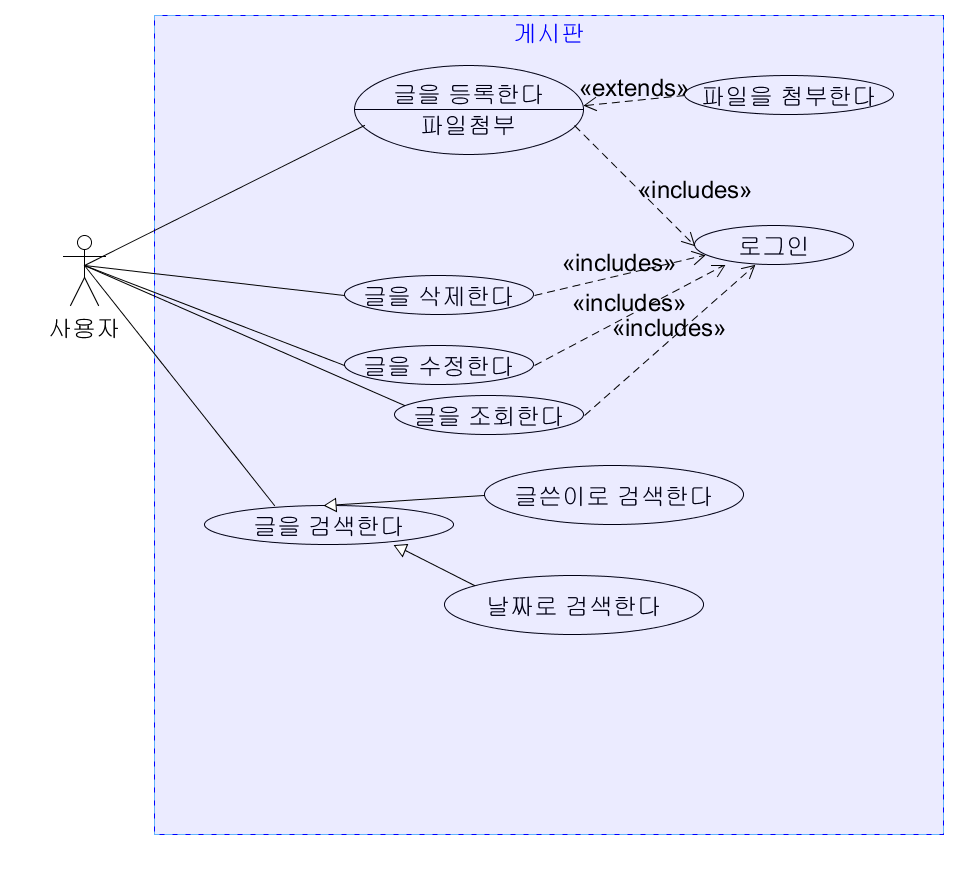 게시판
글을 등록한다
파일첨부
«extends»
파일을 첨부한다
«includes»
로그인
사용자
글을 삭제한다
«includes»
글을 수정한다
«includes»
글을 조회한다
«includes»
글을 검색한다
글쓴이로 검색한다
날짜로 검색한다